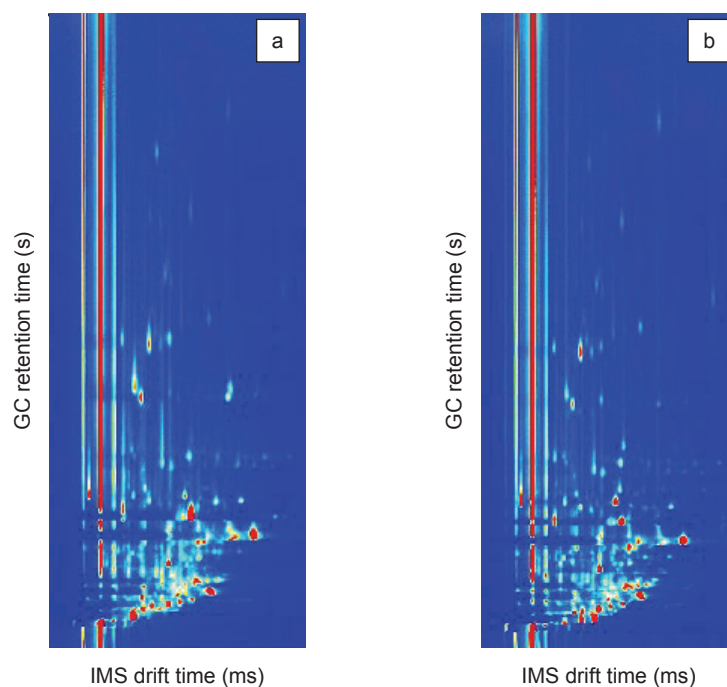 a
GC retention time (s)
IMS drift time (ms)
b
GC retention time (s)
IMS drift time (ms)